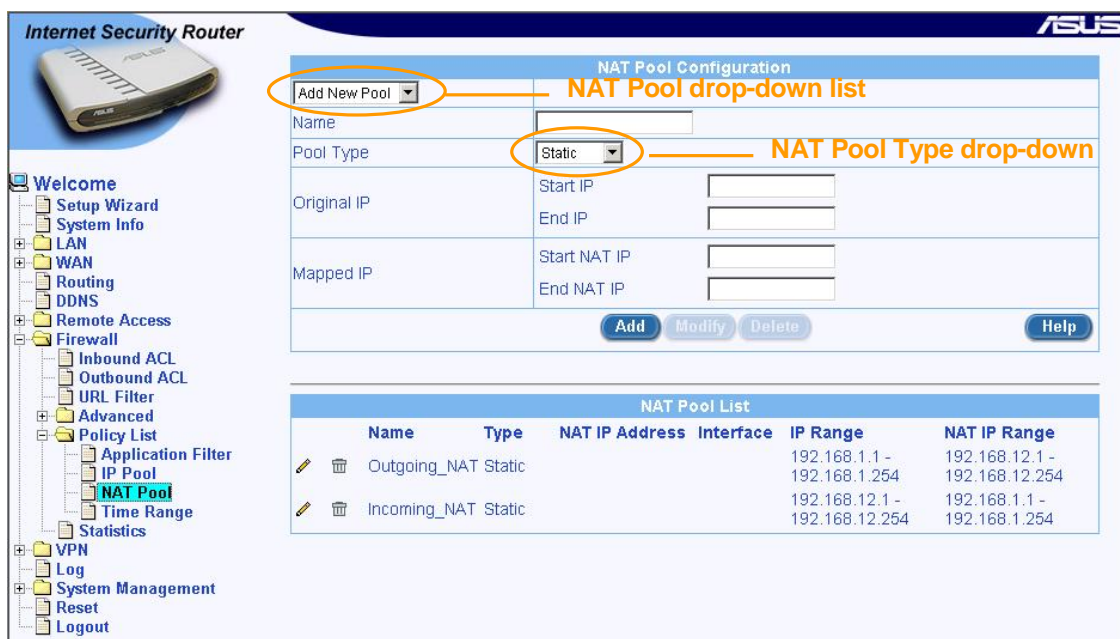 Internet Security Router
ASUS
NAT Pool Configuration
Add New Pool
NAT Pool drop-down list
Name
Pool Type
Static
NAT Pool Type drop-down
Original IP
Start IP
End IP
Mapped IP
Start NAT IP
End NAT IP
Add
Modify
Delete
Help
Welcome
Setup Wizard
System Info
LAN
WAN
Routing
DDNS
Remote Access
Firewall
Inbound ACL
Outbound ACL
URL Filter
Advanced
Policy List
Application Filter
IP Pool
NAT Pool
Time Range
Statistics
VPN
Log
System Management
Reset
Logout
NAT Pool List
Name Type NAT IP Address Interface IP Range NAT IP Range
Outgoing_NAT Static 192.168.1.1 - 192.168.1.254 192.168.12.1 - 192.168.12.254
Incoming_NAT Static 192.168.12.1 - 192.168.12.254 192.168.1.1 - 192.168.1.254